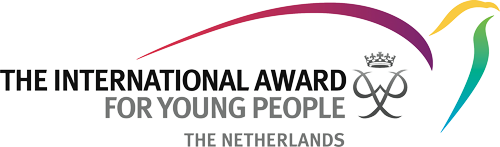 THE INTERNATIONAL AWARD
FOR YOUNG PEOPLE
THE NETHERLANDS